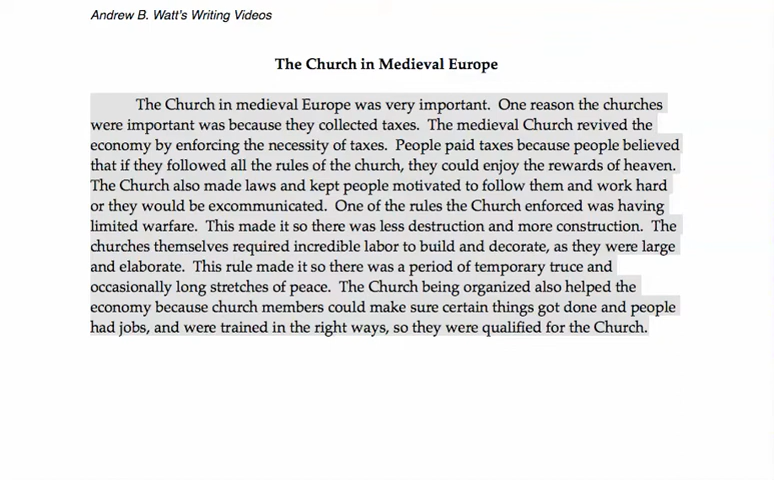 Andrew B. Watt's Writing Videos
The Church in Medieval Europe
The Church in medieval Europe was very important.  One reason the churches
were important was because they collected taxes.  The medieval Church revived the
economy by enforcing the necessity of taxes.  People paid taxes because people believed
that if they followed all the rules of the church, they could enjoy the rewards of heaven.
The Church also made laws and kept people motivated to follow them and work hard
or they would be excommunicated.  One of the rules the Church enforced was having
limited warfare.  This made it so there was less destruction and more construction.  The
churches themselves required incredible labor to build and decorate, as they were large
and elaborate.  This rule made it so there was a period of temporary truce and
occasionally long stretches of peace.  The Church being organized also helped the
economy because church members could make sure certain things got done and people
had jobs, and were trained in the right ways, so they were qualified for the Church.